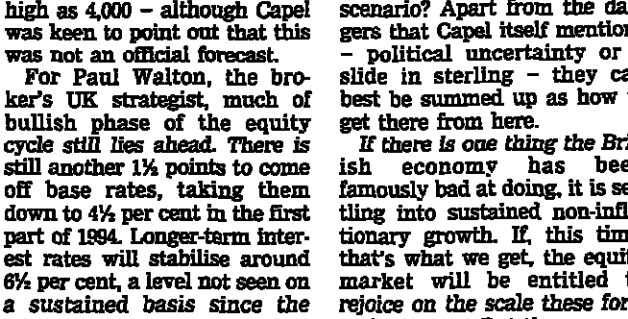 high as 4,000 – although Capel
was keen to point out that this
was not an official forecast.
For Paul Walton, the bro-
ker's UK strategist, much of
bullish phase of the equity
cycle still lies ahead. There is
still another 1½ points to come
off base rates, taking them
down to 4½ per cent in the first
part of 1994. Longer-term inter-
est rates will stabilise around
6½ per cent, a level not seen on
a sustained basis since the
scenario? Apart from the da
gers that Capel itself mention
– political uncertainty or
slide in sterling – they ca
best be summed up as how
get there from here.
If there is one thing the Bri
ish economy has bee
famously bad at doing, it is se
tling into sustained non-infl
tionary growth. If, this tim
that's what we get, the equit
market will be entitled t
rejoice on the scale these for